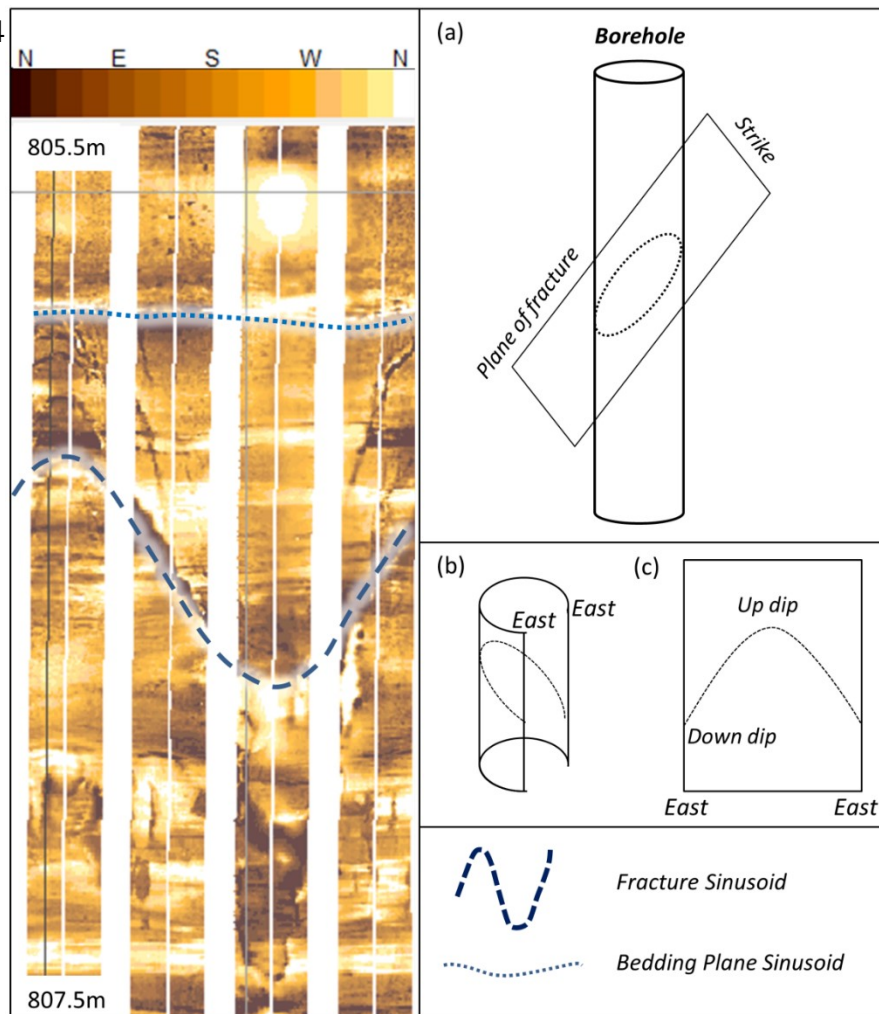 4
N E S W N
805.5m
807.5m
(a)
Borehole
Strike
Plane of fracture
(b)
East
East
(c)
Up dip
Down dip
East East
Fracture Sinusoid
Bedding Plane Sinusoid